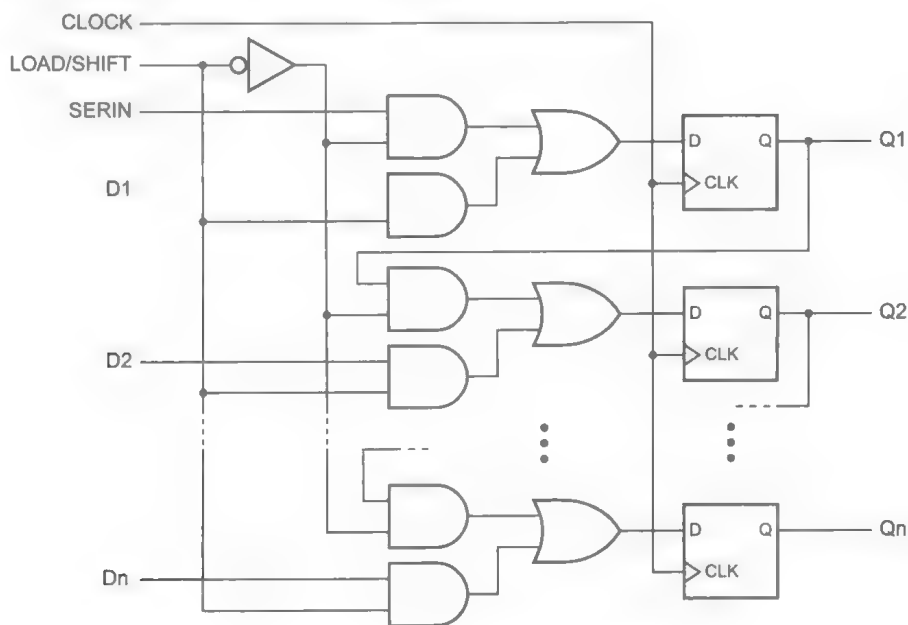 CLOCK
LOAD/SHIFT
SERIN
D Q Q1
D1
CLK
D Q Q2
D2
CLK
D Q Qn
Dn
CLK